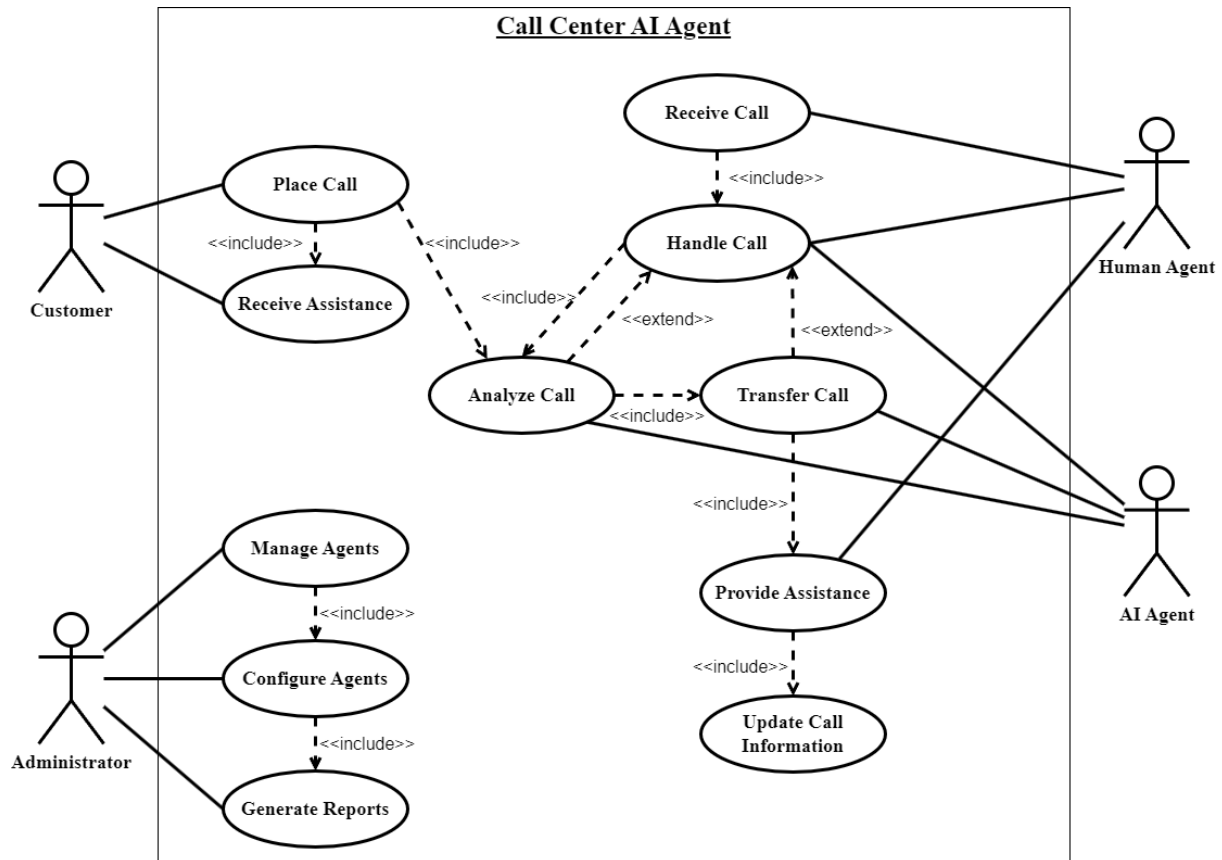 Call Center AI Agent
Receive Call
Place Call
<<include>>
<<include>>
<<include>>
Handle Call
Human Agent
Customer
Receive Assistance
<<include>>
<<extend>>
<<extend>>
Analyze Call
<<include>>
Transfer Call
<<include>>
Manage Agents
Provide Assistance
AI Agent
<<include>>
Configure Agents
<<include>>
Administrator
<<include>>
Update Call
Information
Generate Reports